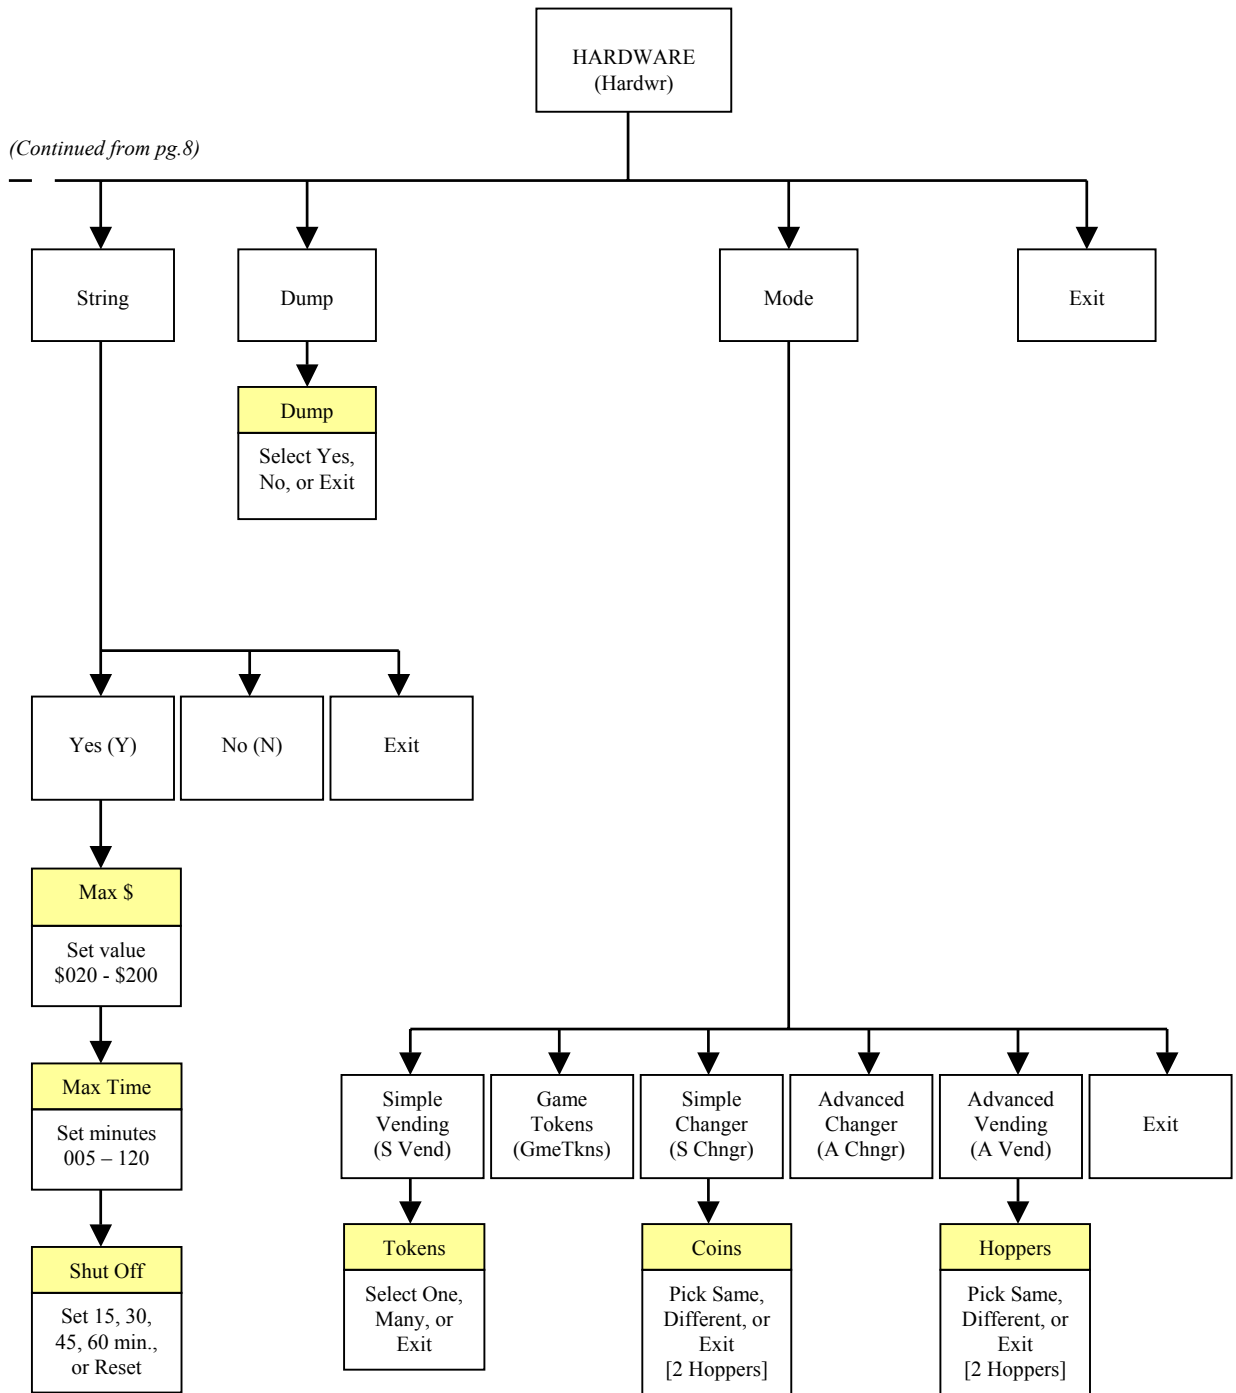 HARDWARE
(Hardwr)
(Continued from pg.8)
String
Dump
Mode
Exit
Dump
Select Yes,
No, or Exit
Yes (Y)
No (N)
Exit
Max $
Set value
$020 - $200
Max Time
Set minutes
005 – 120
Shut Off
Set 15, 30,
45, 60 min.,
or Reset
Simple
Vending
(S Vend)
Game
Tokens
(GmeTkns)
Simple
Changer
(S Chngr)
Advanced
Changer
(A Chngr)
Advanced
Vending
(A Vend)
Exit
Tokens
Select One,
Many, or
Exit
Coins
Pick Same,
Different, or
Exit
[2 Hoppers]
Hoppers
Pick Same,
Different, or
Exit
[2 Hoppers]